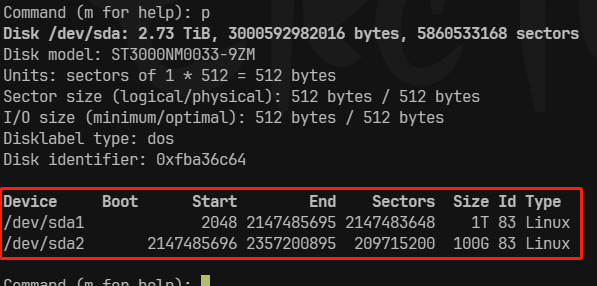 Command (m for help): p
Disk /dev/sda: 2.73 TiB, 3000592982016 bytes, 5860533168 sectors
Disk model: ST3000NM0033-9ZM
Units: sectors of 1 * 512 = 512 bytes
Sector size (logical/physical): 512 bytes / 512 bytes
I/O size (minimum/optimal): 512 bytes / 512 bytes
Disklabel type: dos
Disk identifier: 0xfba36c64
Device Boot Start End Sectors Size Id Type
/dev/sda1 2048 2147485695 2147483648 1T 83 Linux
/dev/sda2 2147485696 2357200895 209715200 100G 83 Linux
Command (m for help):